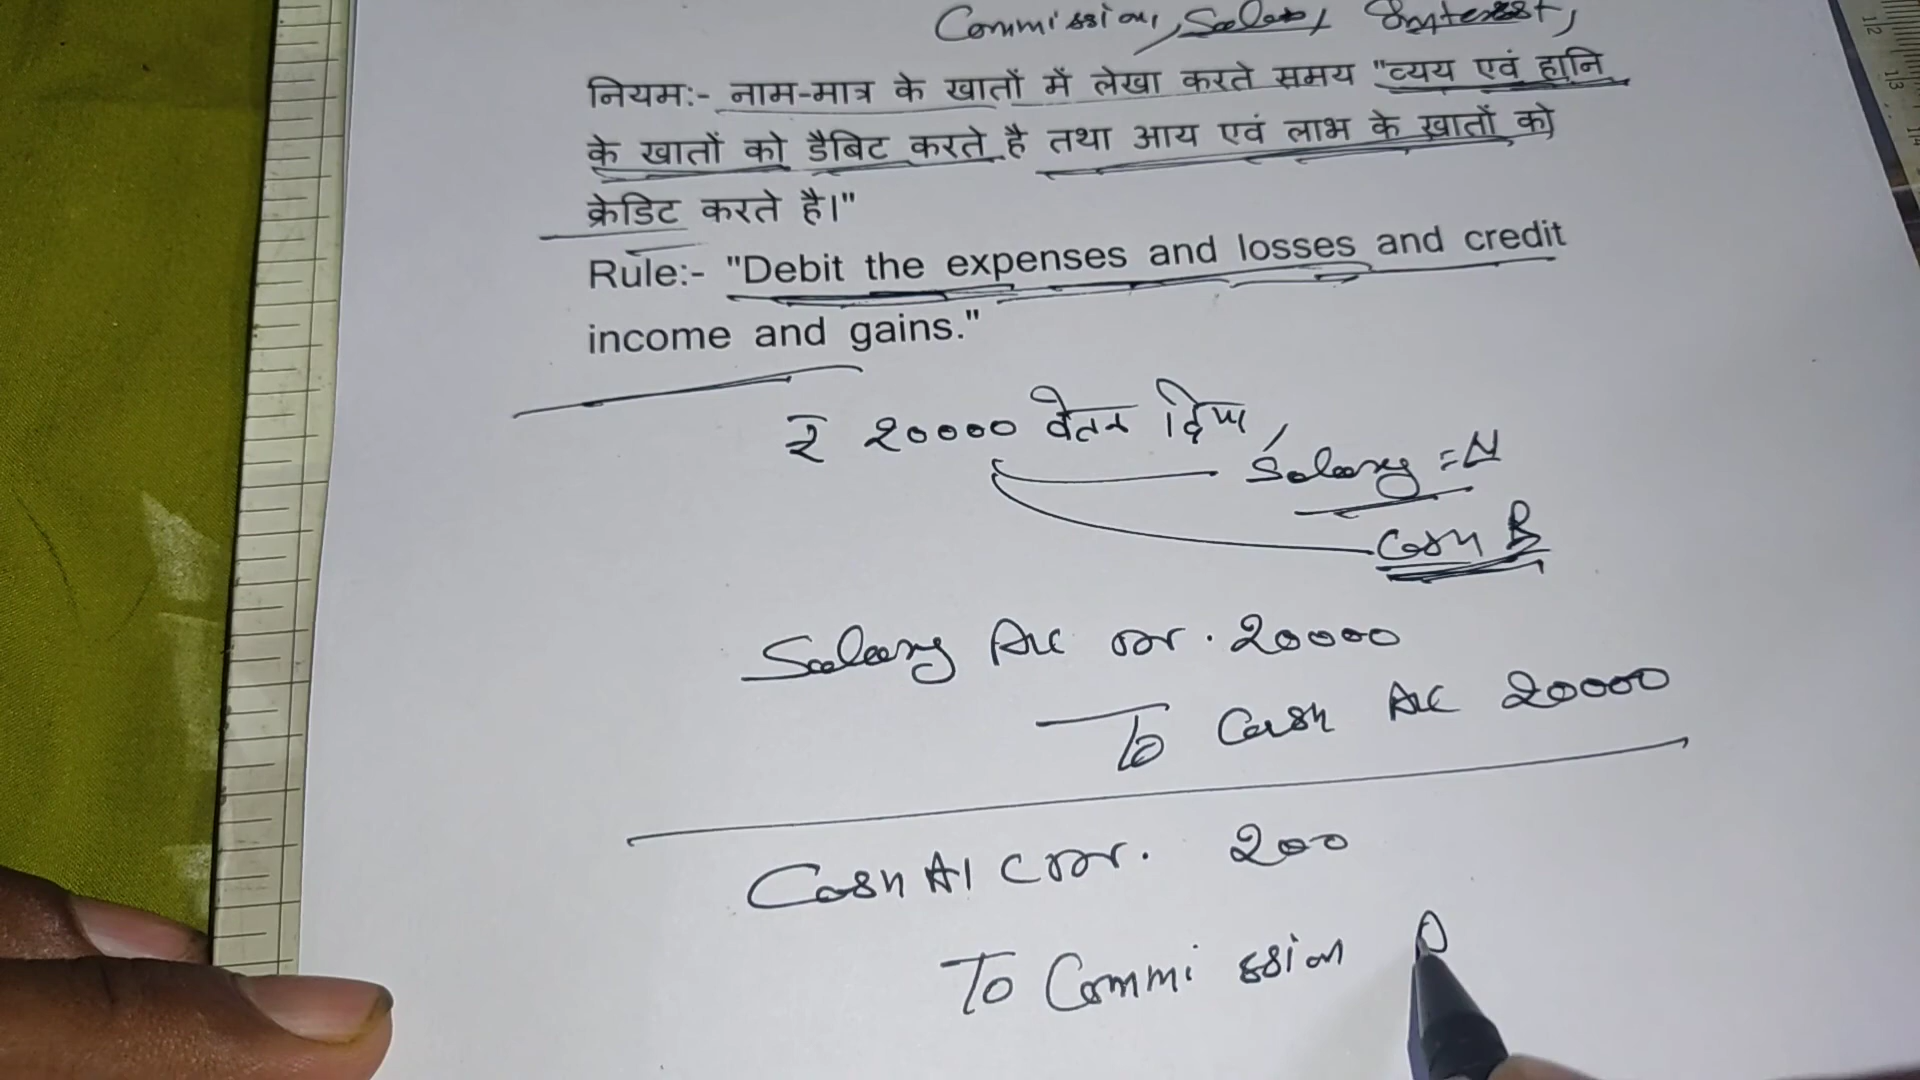 Commission, Salary, Interest,
नियम:- नाम-मात्र के खातों में लेखा करते समय "व्यय एवं हानि
के खातों को डैबिट करते है तथा आय एवं लाभ के खातों को
क्रेडिट करते है।"
Rule:- "Debit the expenses and losses and credit
income and gains."
₹ 20000 वेतन दिया,
Salary = N
Cash R
Salary A/c Dr. 20000
To Cash A/c 20000
Cash A/C Dr. 200
To Commission
12
13